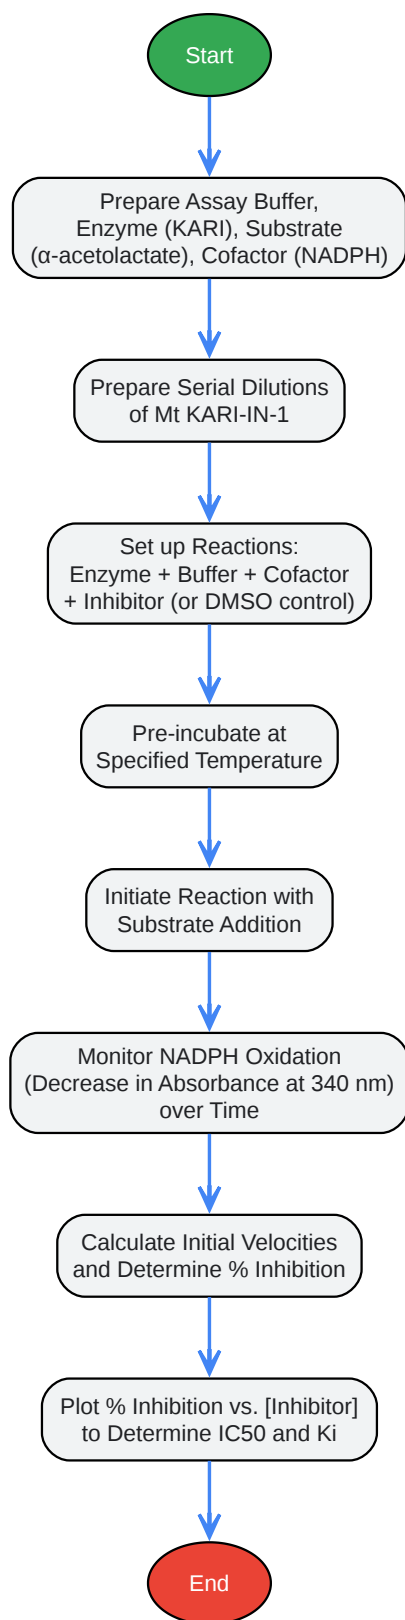 Start
Prepare Assay Buffer,
Enzyme (KARI), Substrate
(α-acetolactate), Cofactor (NADPH)
Prepare Serial Dilutions
of Mt KARI-IN-1
Set up Reactions:
Enzyme + Buffer + Cofactor
+ Inhibitor (or DMSO control)
Pre-incubate at
Specified Temperature
Initiate Reaction with
Substrate Addition
Monitor NADPH Oxidation
(Decrease in Absorbance at 340 nm)
over Time
Calculate Initial Velocities
and Determine % Inhibition
Plot % Inhibition vs. [Inhibitor]
to Determine IC50 and Ki
End